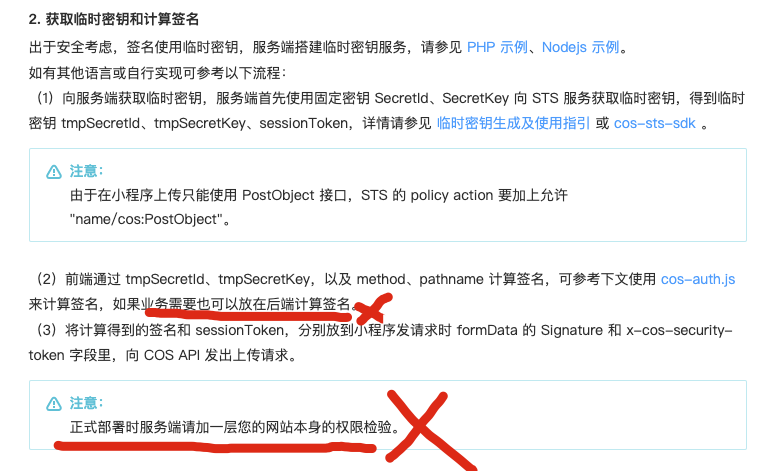 2. 获取临时密钥和计算签名
出于安全考虑，签名使用临时密钥，服务端搭建临时密钥服务，请参见 PHP 示例、Nodejs 示例。
如有其他语言或自行实现可参考以下流程：
（1）向服务端获取临时密钥，服务端首先使用固定密钥 SecretId、SecretKey 向 STS 服务获取临时密钥，得到临时
密钥 tmpSecretId、tmpSecretKey、sessionToken，详情请参见 临时密钥生成及使用指引 或 cos-sts-sdk 。
注意：
由于在小程序上传只能使用 PostObject 接口，STS 的 policy action 要加上允许
"name/cos:PostObject"。
（2）前端通过 tmpSecretId、tmpSecretKey，以及 method、pathname 计算签名，可参考下文使用 cos-auth.js
来计算签名，如果业务需要也可以放在后端计算签名。
（3）将计算得到的签名和 sessionToken，分别放到小程序发请求时 formData 的 Signature 和 x-cos-security-
token 字段里，向 COS API 发出上传请求。
注意：
正式部署时服务端请加一层您的网站本身的权限检验。